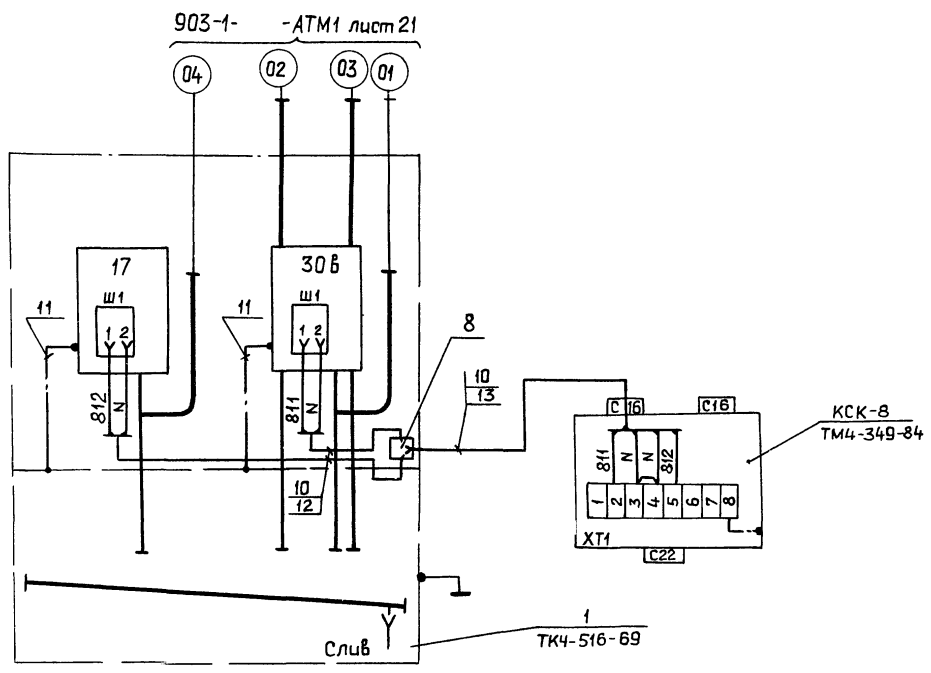 903-1- -АТМ1 лист 21
04 02 03 01
17 30в
Ш1 Ш1
11 11
1 2 1 2
8
812 N 811 N
10
13
10
12
С16 С16
КСК-8
ТМ4-349-84
811 N N 812
1 2 3 4 5 6 7 8
ХТ1
С22
1
ТК4-516-69
Слив